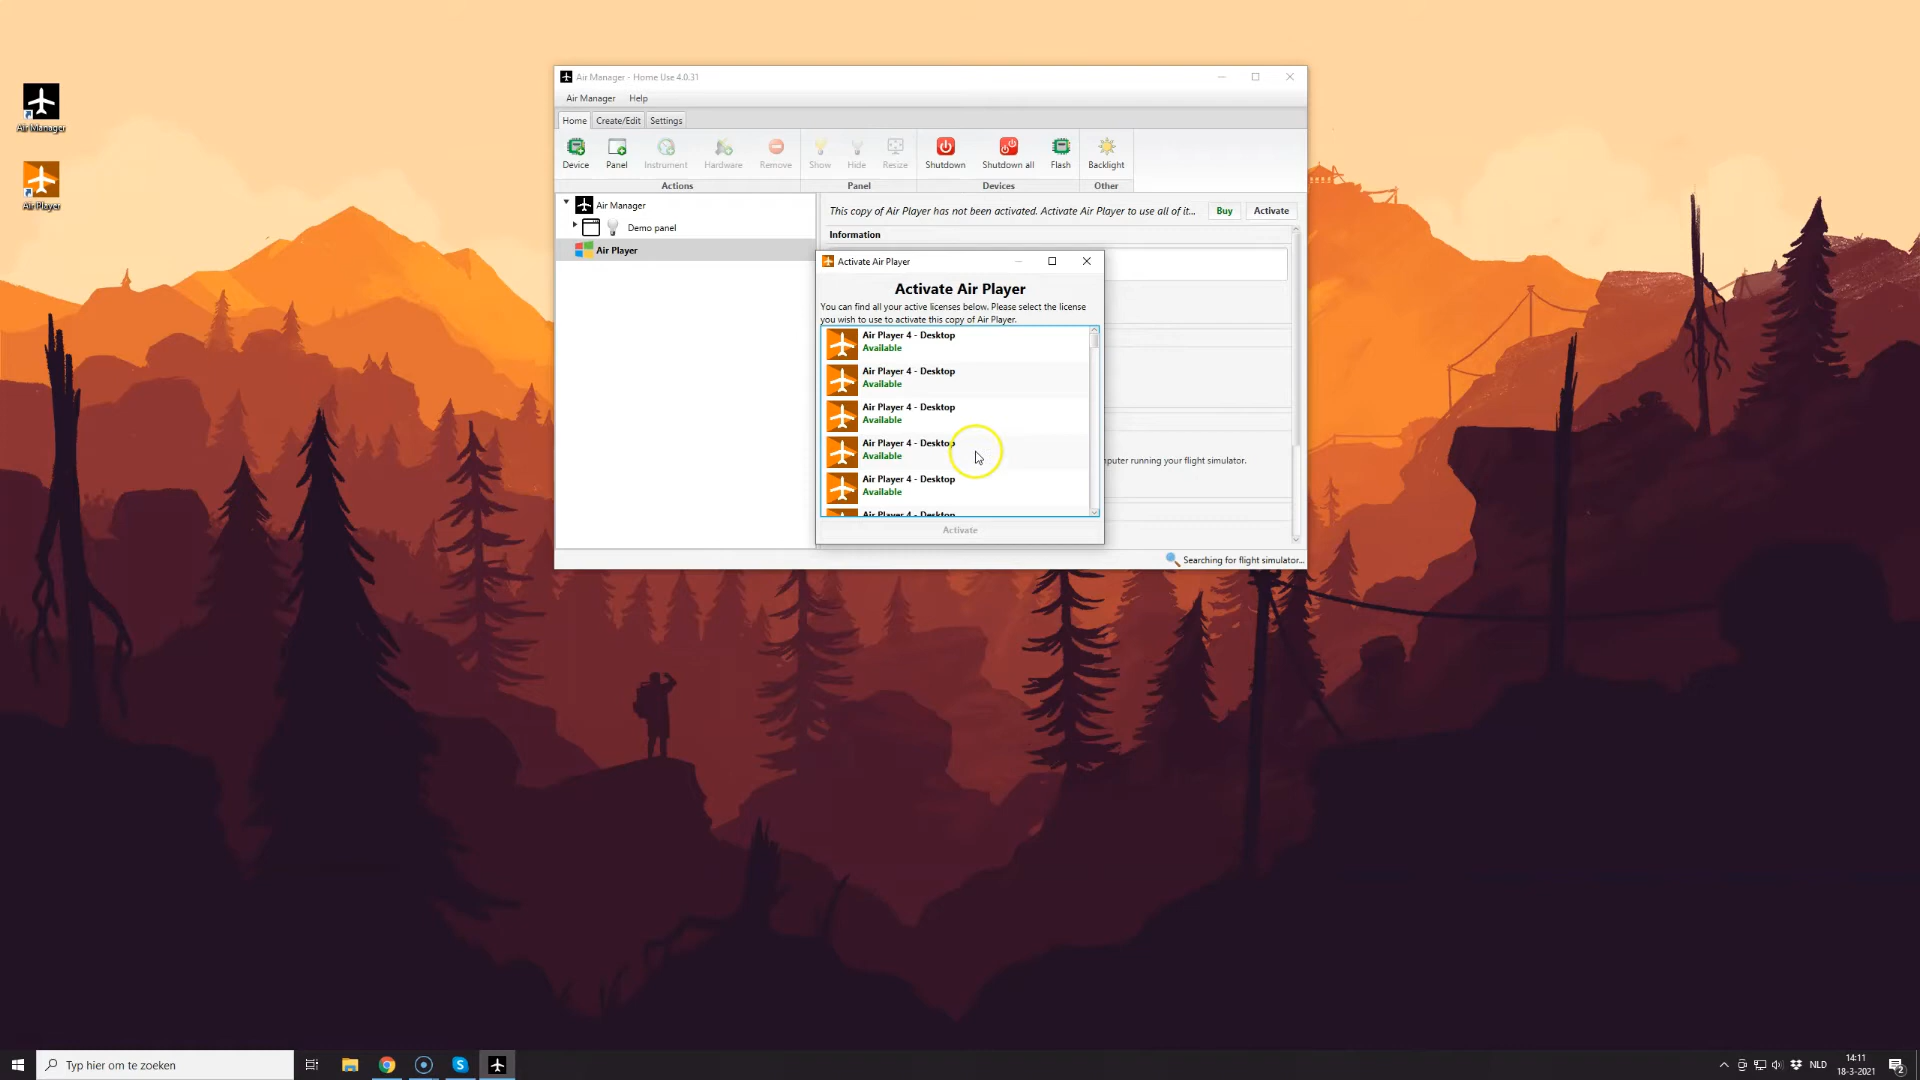 Air Manager
Air Player
Air Manager - Home Use 4.0.31
Air Manager Help
Home Create/Edit Settings
Device Panel Instrument Hardware Remove Show Hide Resize Shutdown Shutdown all Flash Backlight
Actions Panel Devices Other
Air Manager
Demo panel
Air Player
This copy of Air Player has not been activated. Activate Air Player to use all of it... Buy Activate
Information
Activate Air Player
Activate Air Player
You can find all your active licenses below. Please select the license
you wish to use to activate this copy of Air Player.
Air Player 4 - Desktop
Available
Air Player 4 - Desktop
Available
Air Player 4 - Desktop
Available
Air Player 4 - Desktop
Available
Air Player 4 - Desktop
Available
Air Player 4 - Desktop
Activate
puter running your flight simulator.
Searching for flight simulator...
Typ hier om te zoeken
NLD
14:11
18-3-2021
2